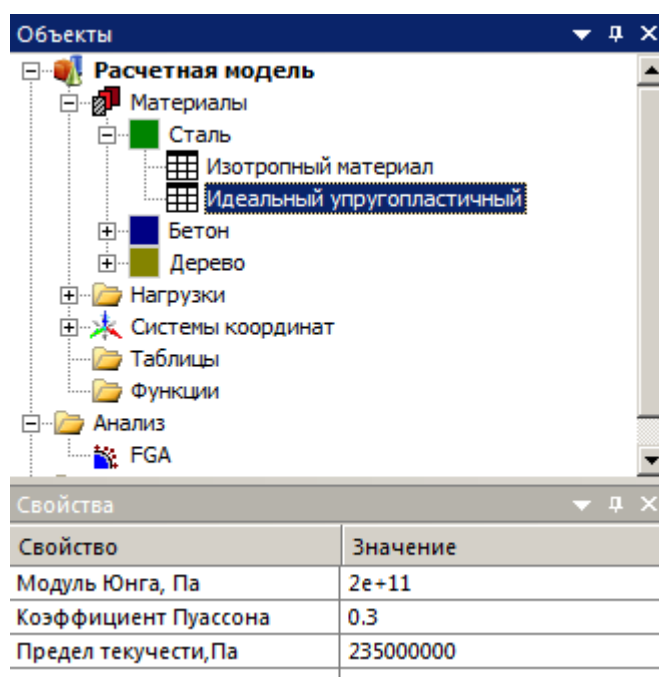 Объекты
Расчетная модель
Материалы
Сталь
Изотропный материал
Идеальный упругопластичный
Бетон
Дерево
Нагрузки
Системы координат
Таблицы
Функции
Анализ
FGA
Свойства
Свойство Значение
Модуль Юнга, Па 2e+11
Коэффициент Пуассона 0.3
Предел текучести,Па 235000000